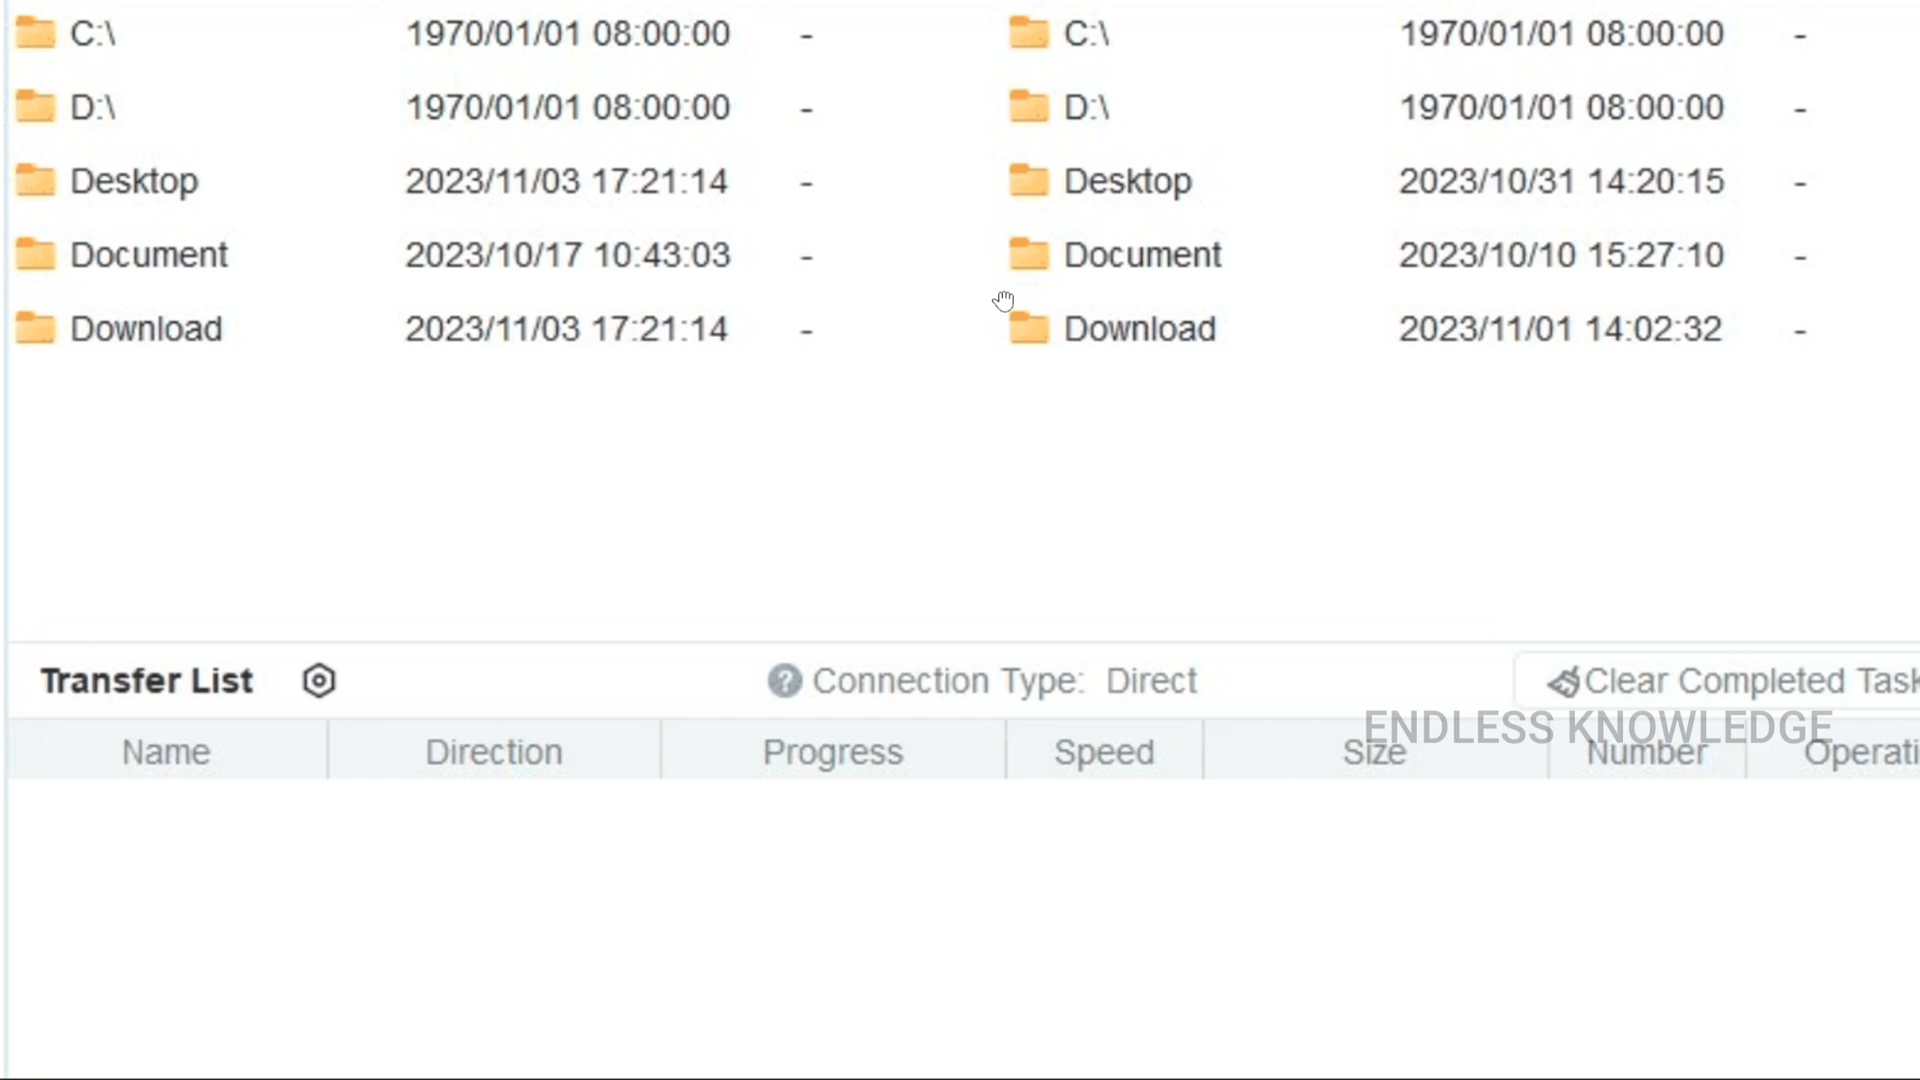 C:\ 1970/01/01 08:00:00 - C:\ 1970/01/01 08:00:00 -
D:\ 1970/01/01 08:00:00 - D:\ 1970/01/01 08:00:00 -
Desktop 2023/11/03 17:21:14 - Desktop 2023/10/31 14:20:15 -
Document 2023/10/17 10:43:03 - Document 2023/10/10 15:27:10 -
Download 2023/11/03 17:21:14 - Download 2023/11/01 14:02:32 -
Transfer List ? Connection Type: Direct Clear Completed Task
ENDLESS KNOWLEDGE
Name Direction Progress Speed Size Number Operati